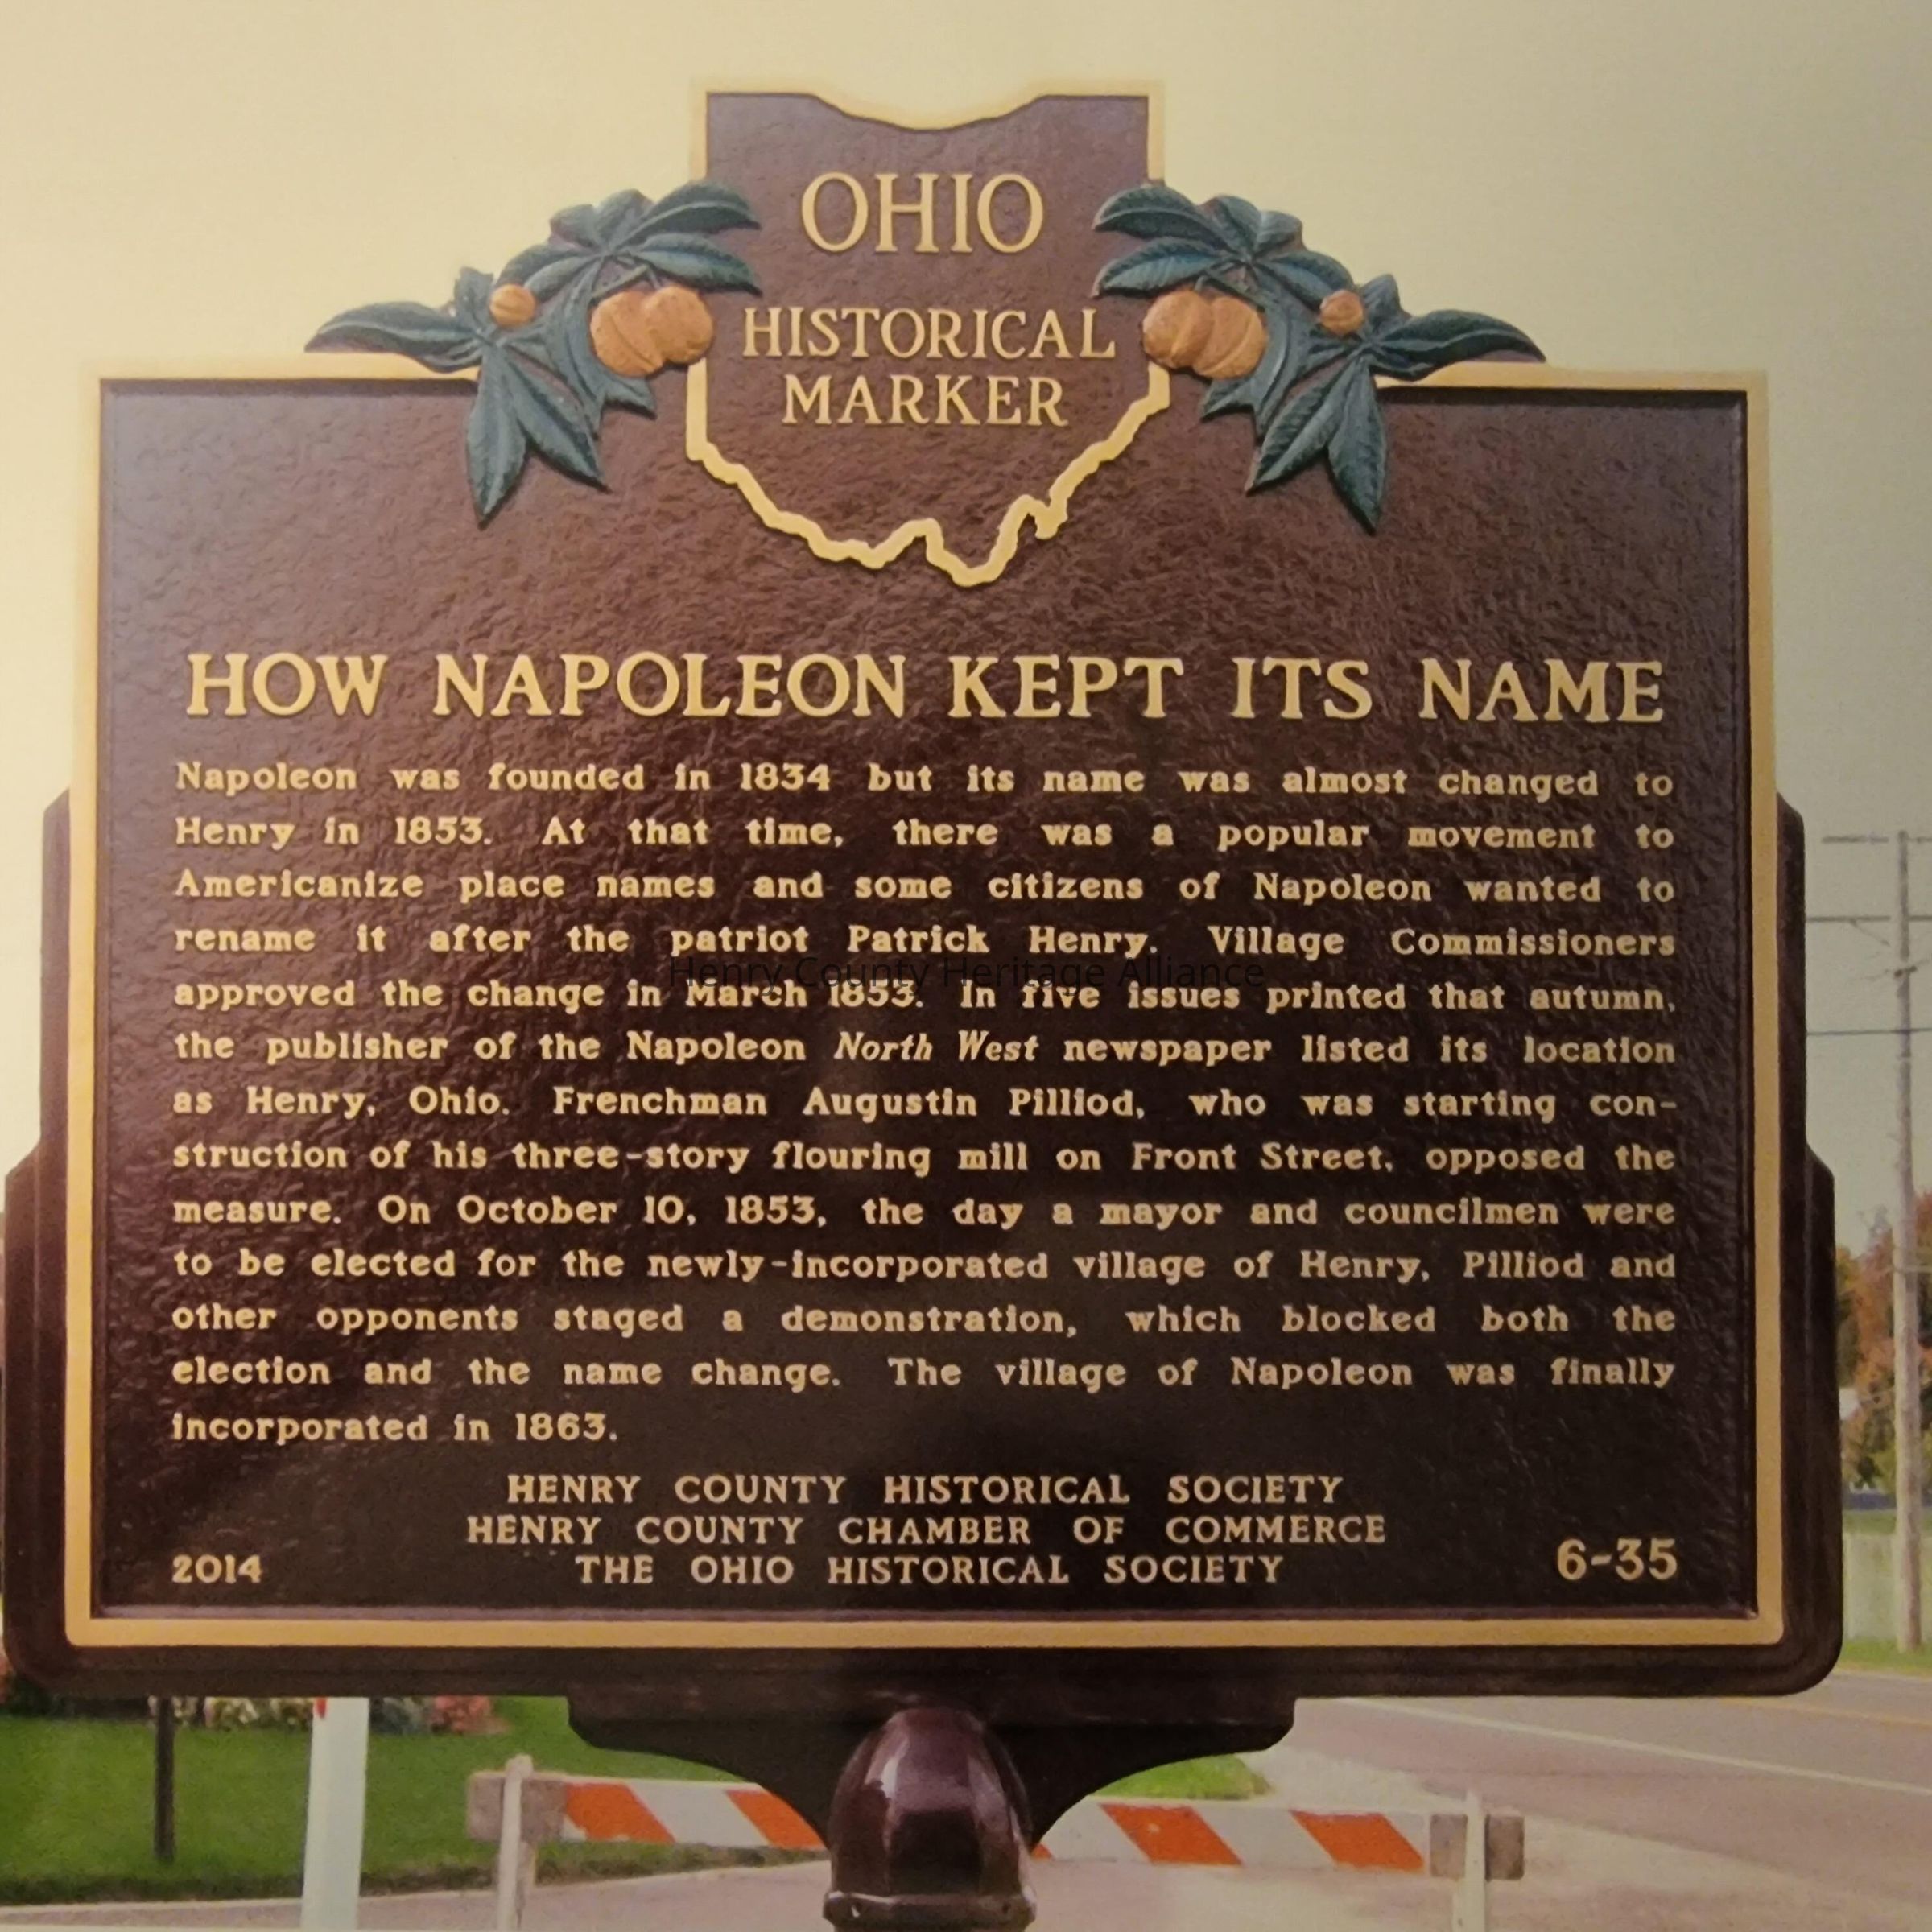 OHIO
HISTORICAL
MARKER
HOW NAPOLEON KEPT ITS NAME
Napoleon was founded in 1834 but its name was almost changed to
Henry in 1853. At that time, there was a popular movement to
Americanize place names and some citizens of Napoleon wanted to
rename it after the patriot Patrick Henry. Village Commissioners
Henry County Heritage Alliance
approved the change in March 1853. In five issues printed that autumn,
the publisher of the Napoleon North West newspaper listed its location
as Henry, Ohio. Frenchman Augustin Pilliod, who was starting con-
struction of his three-story flouring mill on Front Street, opposed the
measure. On October 10, 1853, the day a mayor and councilmen were
to be elected for the newly-incorporated village of Henry, Pilliod and
other opponents staged a demonstration, which blocked both the
election and the name change. The village of Napoleon was finally
incorporated in 1863.
HENRY COUNTY HISTORICAL SOCIETY
HENRY COUNTY CHAMBER OF COMMERCE
THE OHIO HISTORICAL SOCIETY
2014
6-35